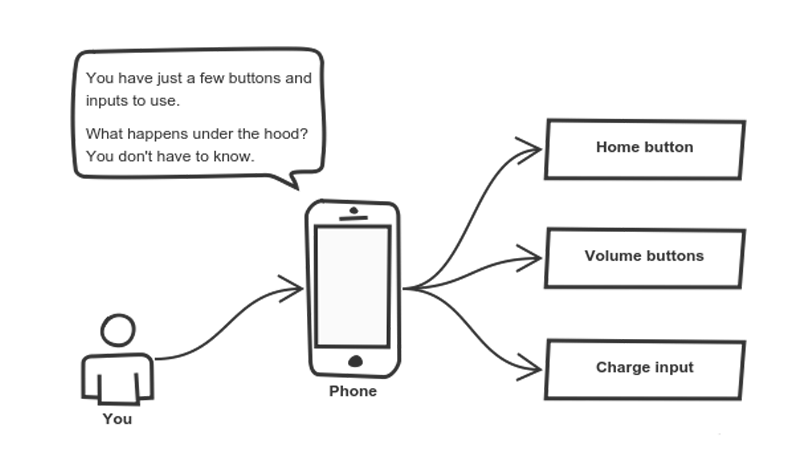 You have just a few buttons and
inputs to use.
What happens under the hood?
You don't have to know.
Home button
Volume buttons
Charge input
Phone
You